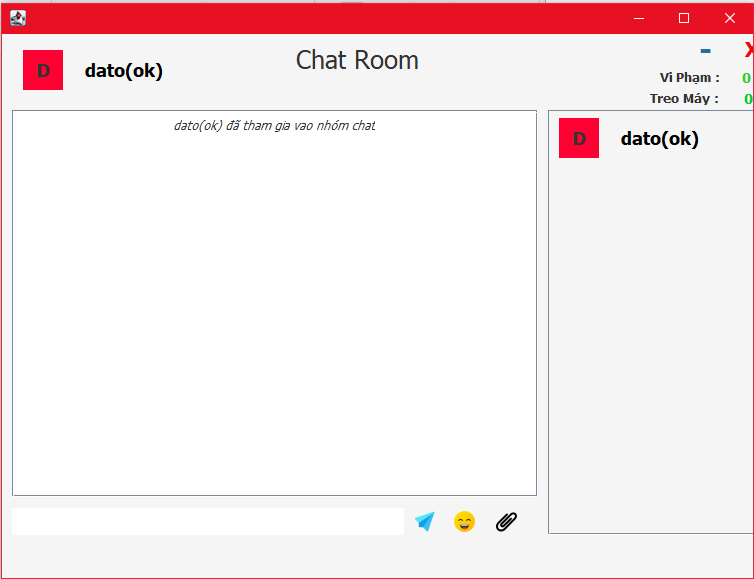 Chat Room
D dato(ok)
- X
Vi Phạm : 0
Treo Máy : 0
dato(ok) đã tham gia vao nhóm chat
D dato(ok)